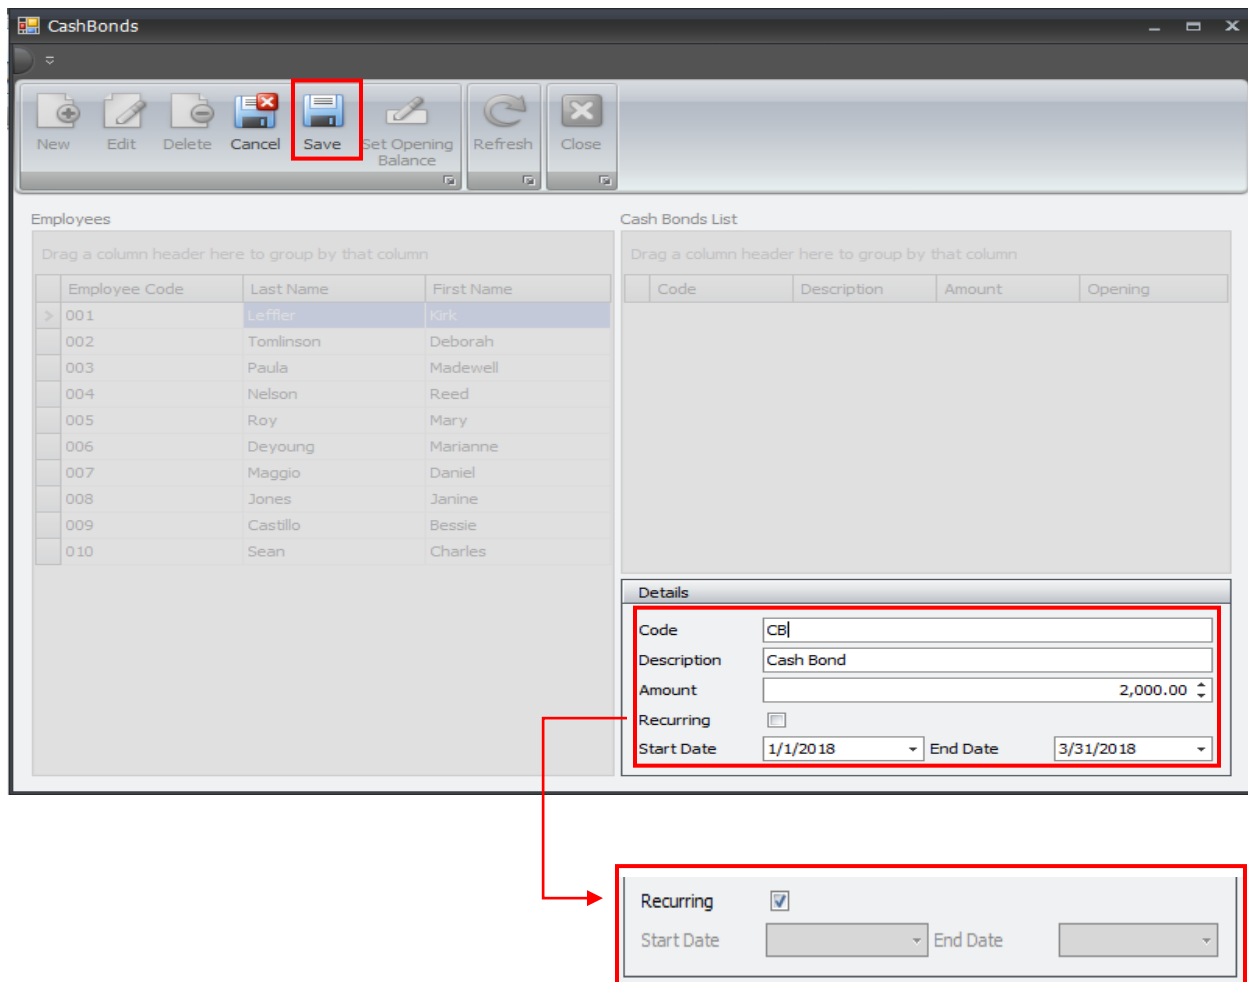 CashBonds
New Edit Delete Cancel Save Set Opening Balance Refresh Close
Employees
Drag a column header here to group by that column
Employee Code Last Name First Name
001 Leffler Kirk
002 Tomlinson Deborah
003 Paula Madewell
004 Nelson Reed
005 Roy Mary
006 Deyoung Marianne
007 Maggio Daniel
008 Jones Janine
009 Castillo Bessie
010 Sean Charles
Cash Bonds List
Drag a column header here to group by that column
Code Description Amount Opening
Details
Code CB
Description Cash Bond
Amount 2,000.00
Recurring
Start Date 1/1/2018 End Date 3/31/2018
Recurring
Start Date End Date